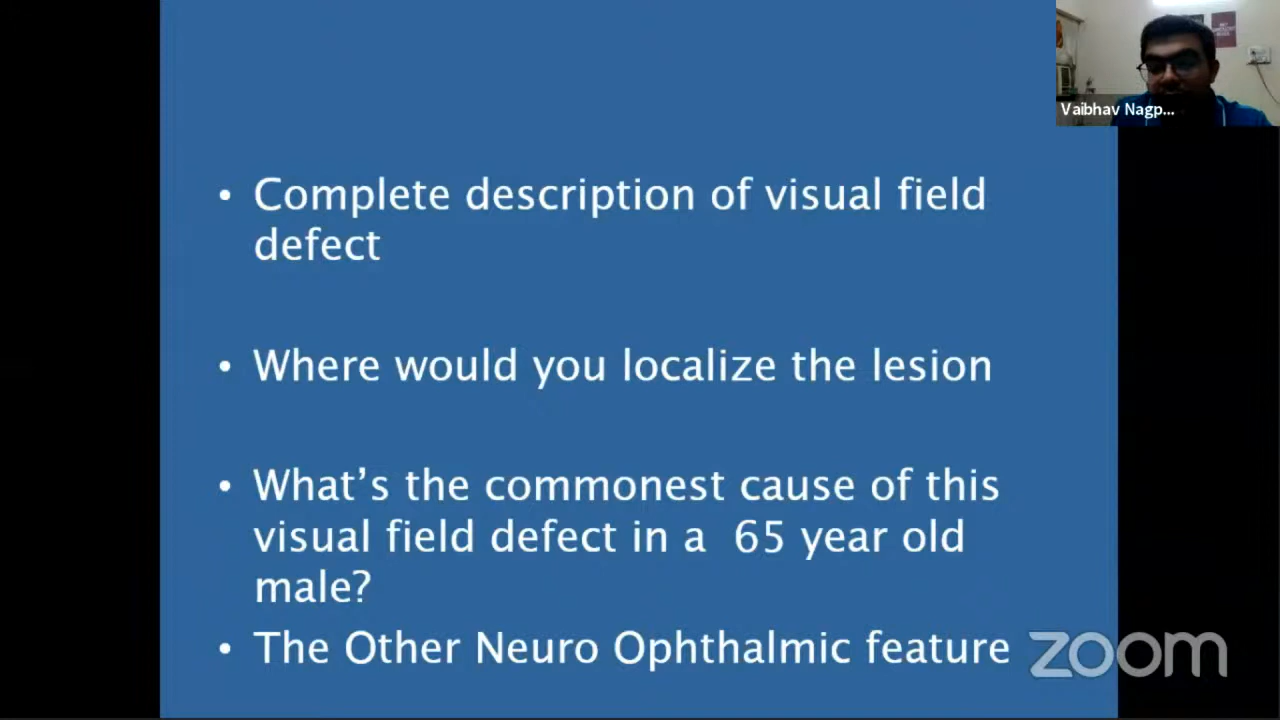 Vaibhav Nagp...
• Complete description of visual field
defect
• Where would you localize the lesion
• What's the commonest cause of this
visual field defect in a 65 year old
male?
• The Other Neuro Ophthalmic feature
zoom